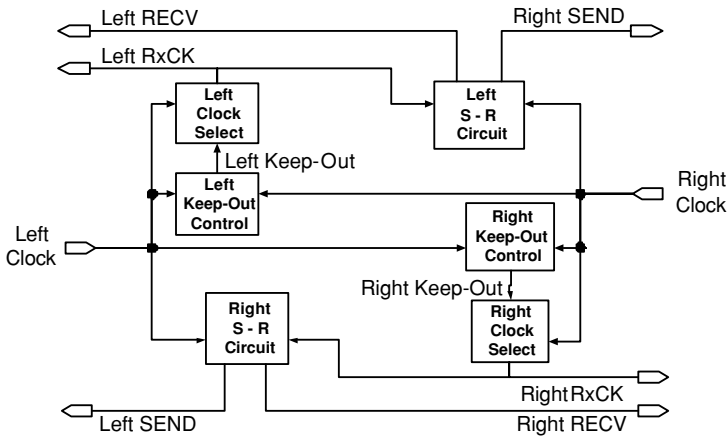 Left RECV
Right SEND
Left RxCK
Left
Clock
Select
Left
S - R
Circuit
Left Keep-Out
Left
Keep-Out
Control
Right
Clock
Right
Keep-Out
Control
Left
Clock
Right Keep-Out
Right
S - R
Circuit
Right
Clock
Select
Right RxCK
Left SEND
Right RECV